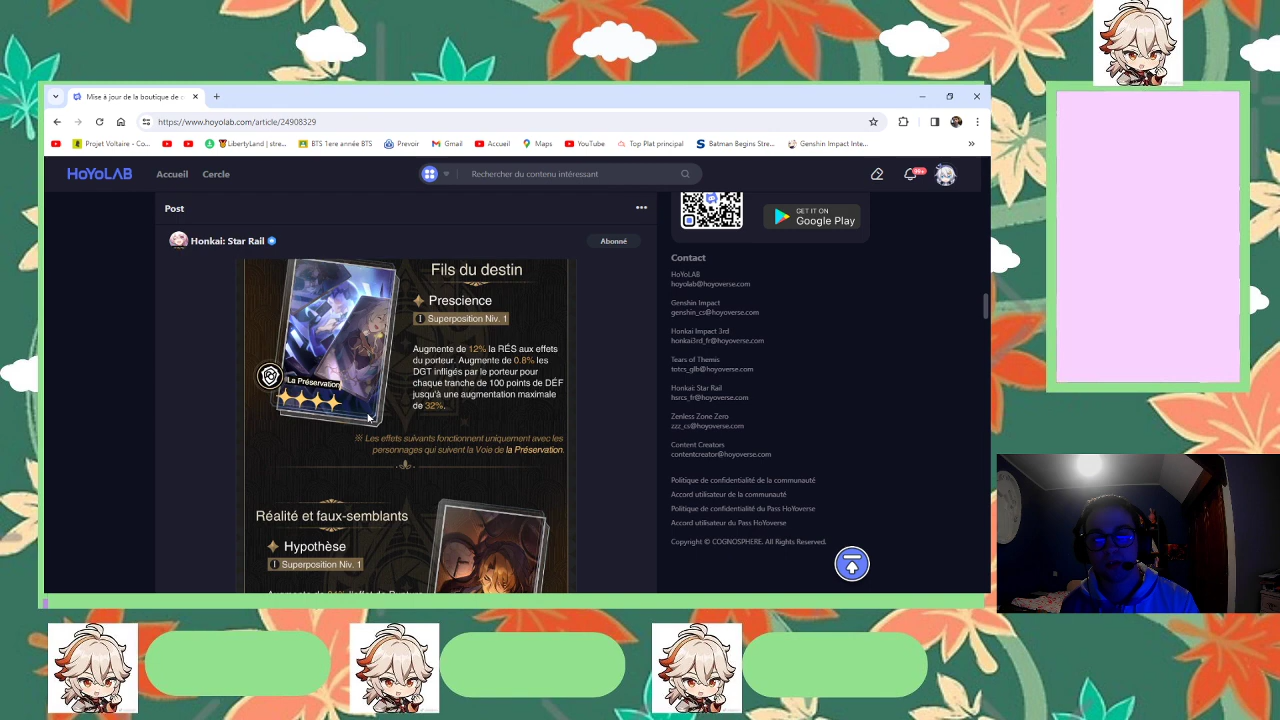 Mise à jour de la boutique de
https://www.hoyolab.com/article/24908329
Projet Voltaire - Co...
LibertyLand | stre...
BTS 1ere année BTS
Prevoir
Gmail
Accueil
Maps
YouTube
Top Plat principal
Batman Begins Stre...
Genshin Impact Inte...
HoYoLAB
Accueil
Cercle
Rechercher du contenu intéressant
99+
Post
Honkai: Star Rail
Abonné
Fils du destin
Prescience
Superposition Niv. 1
Augmente de 12% la RÉS aux effets
du porteur. Augmente de 0.8% les
DGT infligés par le porteur pour
chaque tranche de 100 points de DÉF
jusqu'à une augmentation maximale
de 32%.
La Préservation
※ Les effets suivants fonctionnent uniquement avec les
personnages qui suivent la Voie de la Préservation.
Réalité et faux-semblants
Hypothèse
Superposition Niv. 1
GET IT ON
Google Play
Contact
HoYoLAB
hoyolab@hoyoverse.com
Genshin Impact
genshin_cs@hoyoverse.com
Honkai Impact 3rd
honkai3rd_fr@hoyoverse.com
Tears of Themis
totcs_glb@hoyoverse.com
Honkai: Star Rail
hsrcs_fr@hoyoverse.com
Zenless Zone Zero
zzz_cs@hoyoverse.com
Content Creators
contentcreator@hoyoverse.com
Politique de confidentialité de la communauté
Accord utilisateur de la communauté
Politique de confidentialité du Pass HoYoverse
Accord utilisateur du Pass HoYoverse
Copyright © COGNOSPHERE. All Rights Reserved.